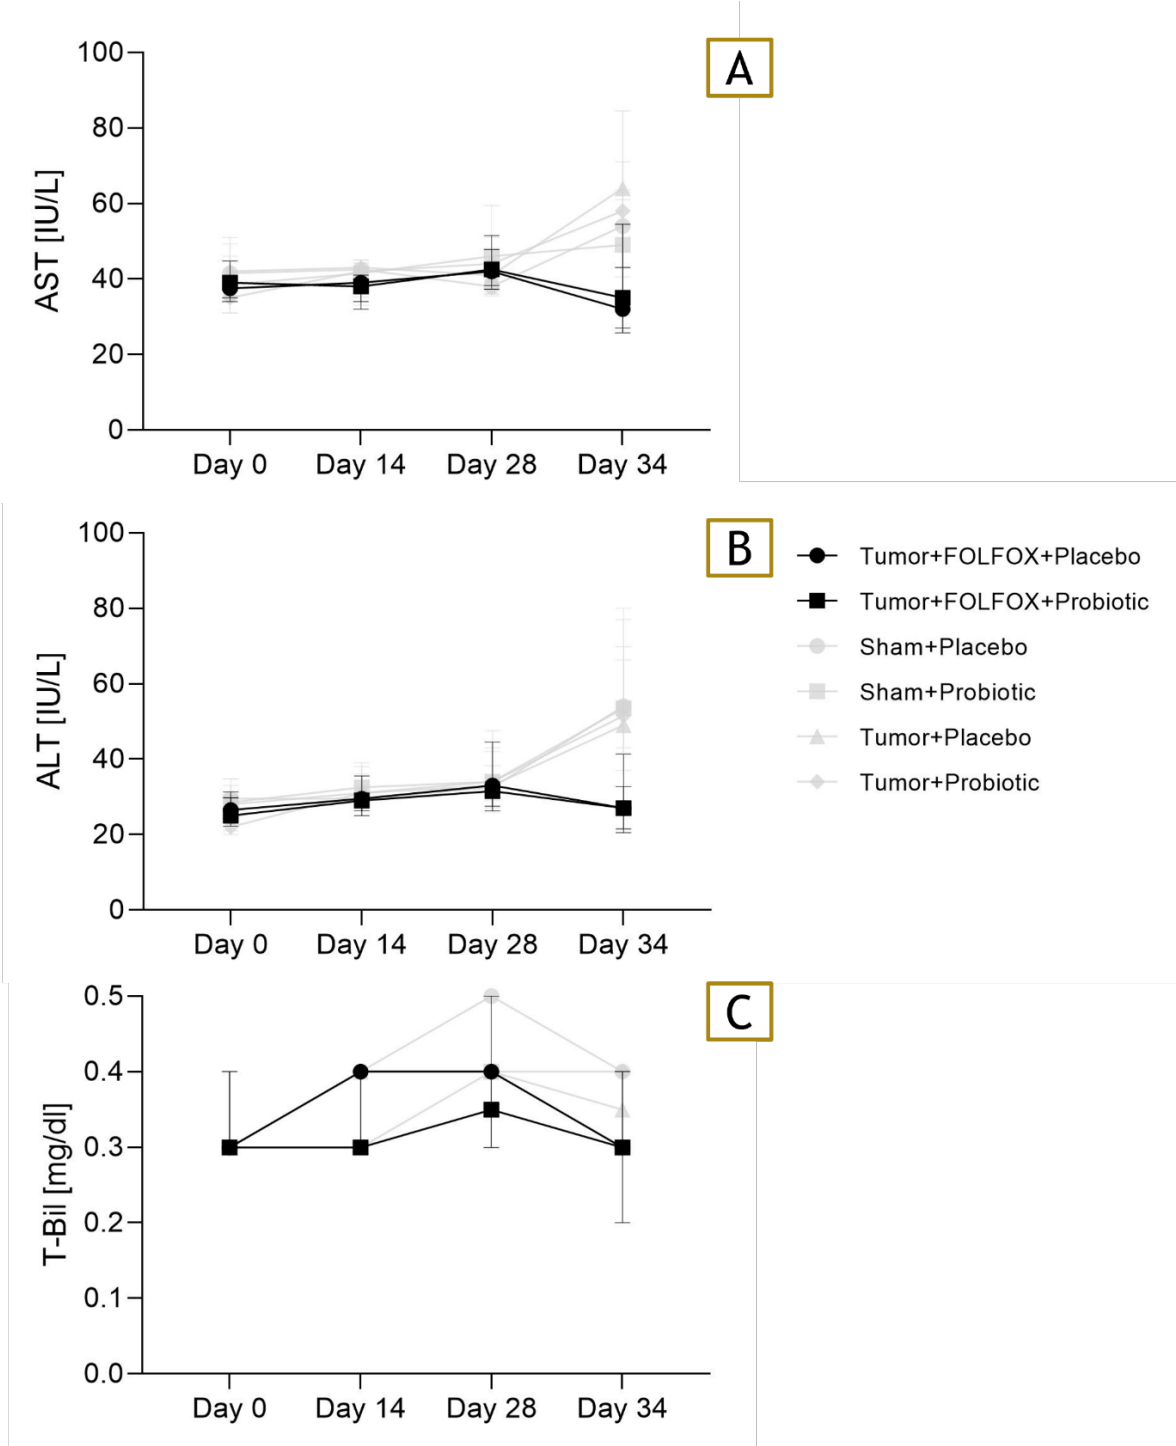 A
AST [IU/L]
100
80
60
40
20
0
Day 0 Day 14 Day 28 Day 34
B
ALT [IU/L]
100
80
60
40
20
0
Day 0 Day 14 Day 28 Day 34
Tumor+FOLFOX+Placebo
Tumor+FOLFOX+Probiotic
Sham+Placebo
Sham+Probiotic
Tumor+Placebo
Tumor+Probiotic
C
T-Bil [mg/dl]
0.5
0.4
0.3
0.2
0.1
0.0
Day 0 Day 14 Day 28 Day 34